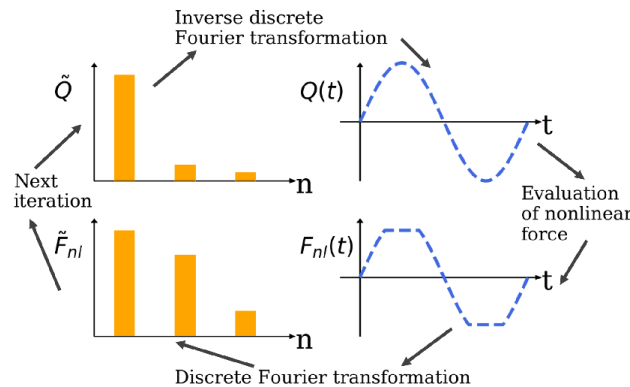 Inverse discrete
Fourier transformation
Q̃
Q(t)
t
n
Next
iteration
Evaluation
of nonlinear
force
F̃nl
Fnl(t)
t
n
Discrete Fourier transformation